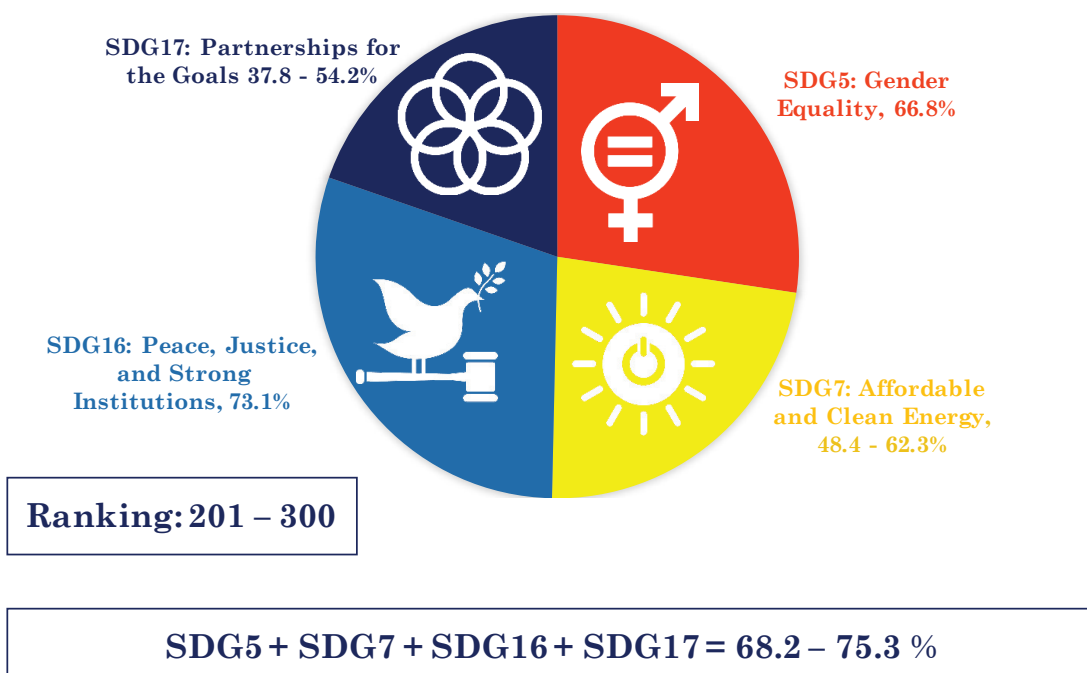 SDG17: Partnerships for
the Goals 37.8 - 54.2%
SDG5: Gender
Equality, 66.8%
SDG16: Peace, Justice,
and Strong
Institutions, 73.1%
SDG7: Affordable
and Clean Energy,
48.4 - 62.3%
Ranking: 201 – 300
SDG5 + SDG7 + SDG16 + SDG17 = 68.2 – 75.3 %